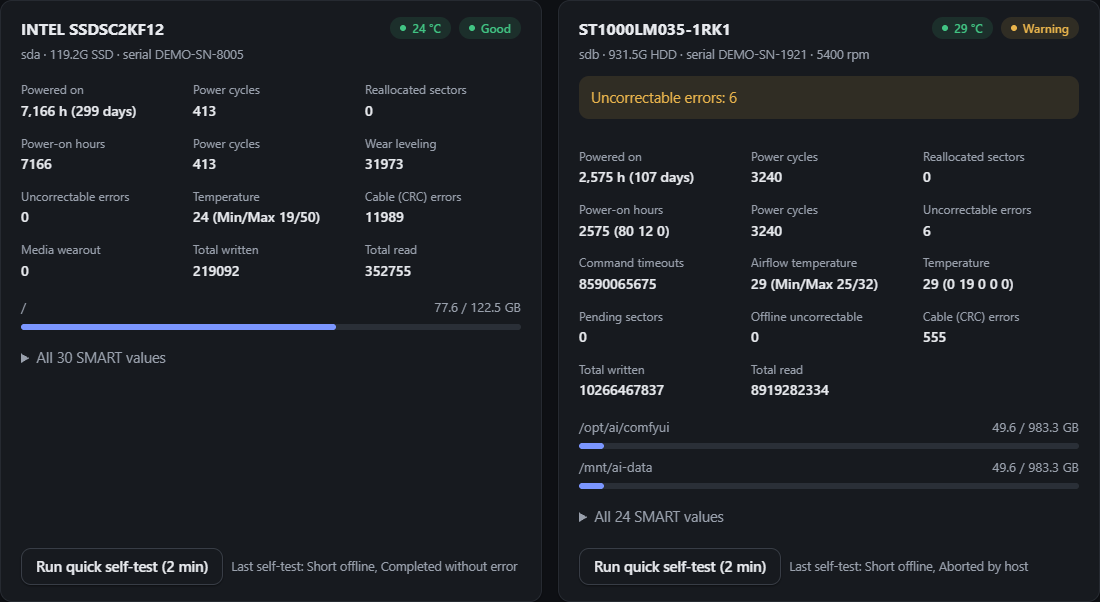 INTEL SSDSC2KF12
24 °C
Good
sda · 119.2G SSD · serial DEMO-SN-8005
Powered on
Power cycles
Reallocated sectors
7,166 h (299 days)
413
0
Power-on hours
Power cycles
Wear leveling
7166
413
31973
Uncorrectable errors
Temperature
Cable (CRC) errors
0
24 (Min/Max 19/50)
11989
Media wearout
Total written
Total read
0
219092
352755
/
77.6 / 122.5 GB
All 30 SMART values
Run quick self-test (2 min)
Last self-test: Short offline, Completed without error
ST1000LM035-1RK1
29 °C
Warning
sdb · 931.5G HDD · serial DEMO-SN-1921 · 5400 rpm
Uncorrectable errors: 6
Powered on
Power cycles
Reallocated sectors
2,575 h (107 days)
3240
0
Power-on hours
Power cycles
Uncorrectable errors
2575 (80 12 0)
3240
6
Command timeouts
Airflow temperature
Temperature
8590065675
29 (Min/Max 25/32)
29 (0 19 0 0 0)
Pending sectors
Offline uncorrectable
Cable (CRC) errors
0
0
555
Total written
Total read
10266467837
8919282334
/opt/ai/comfyui
49.6 / 983.3 GB
/mnt/ai-data
49.6 / 983.3 GB
All 24 SMART values
Run quick self-test (2 min)
Last self-test: Short offline, Aborted by host